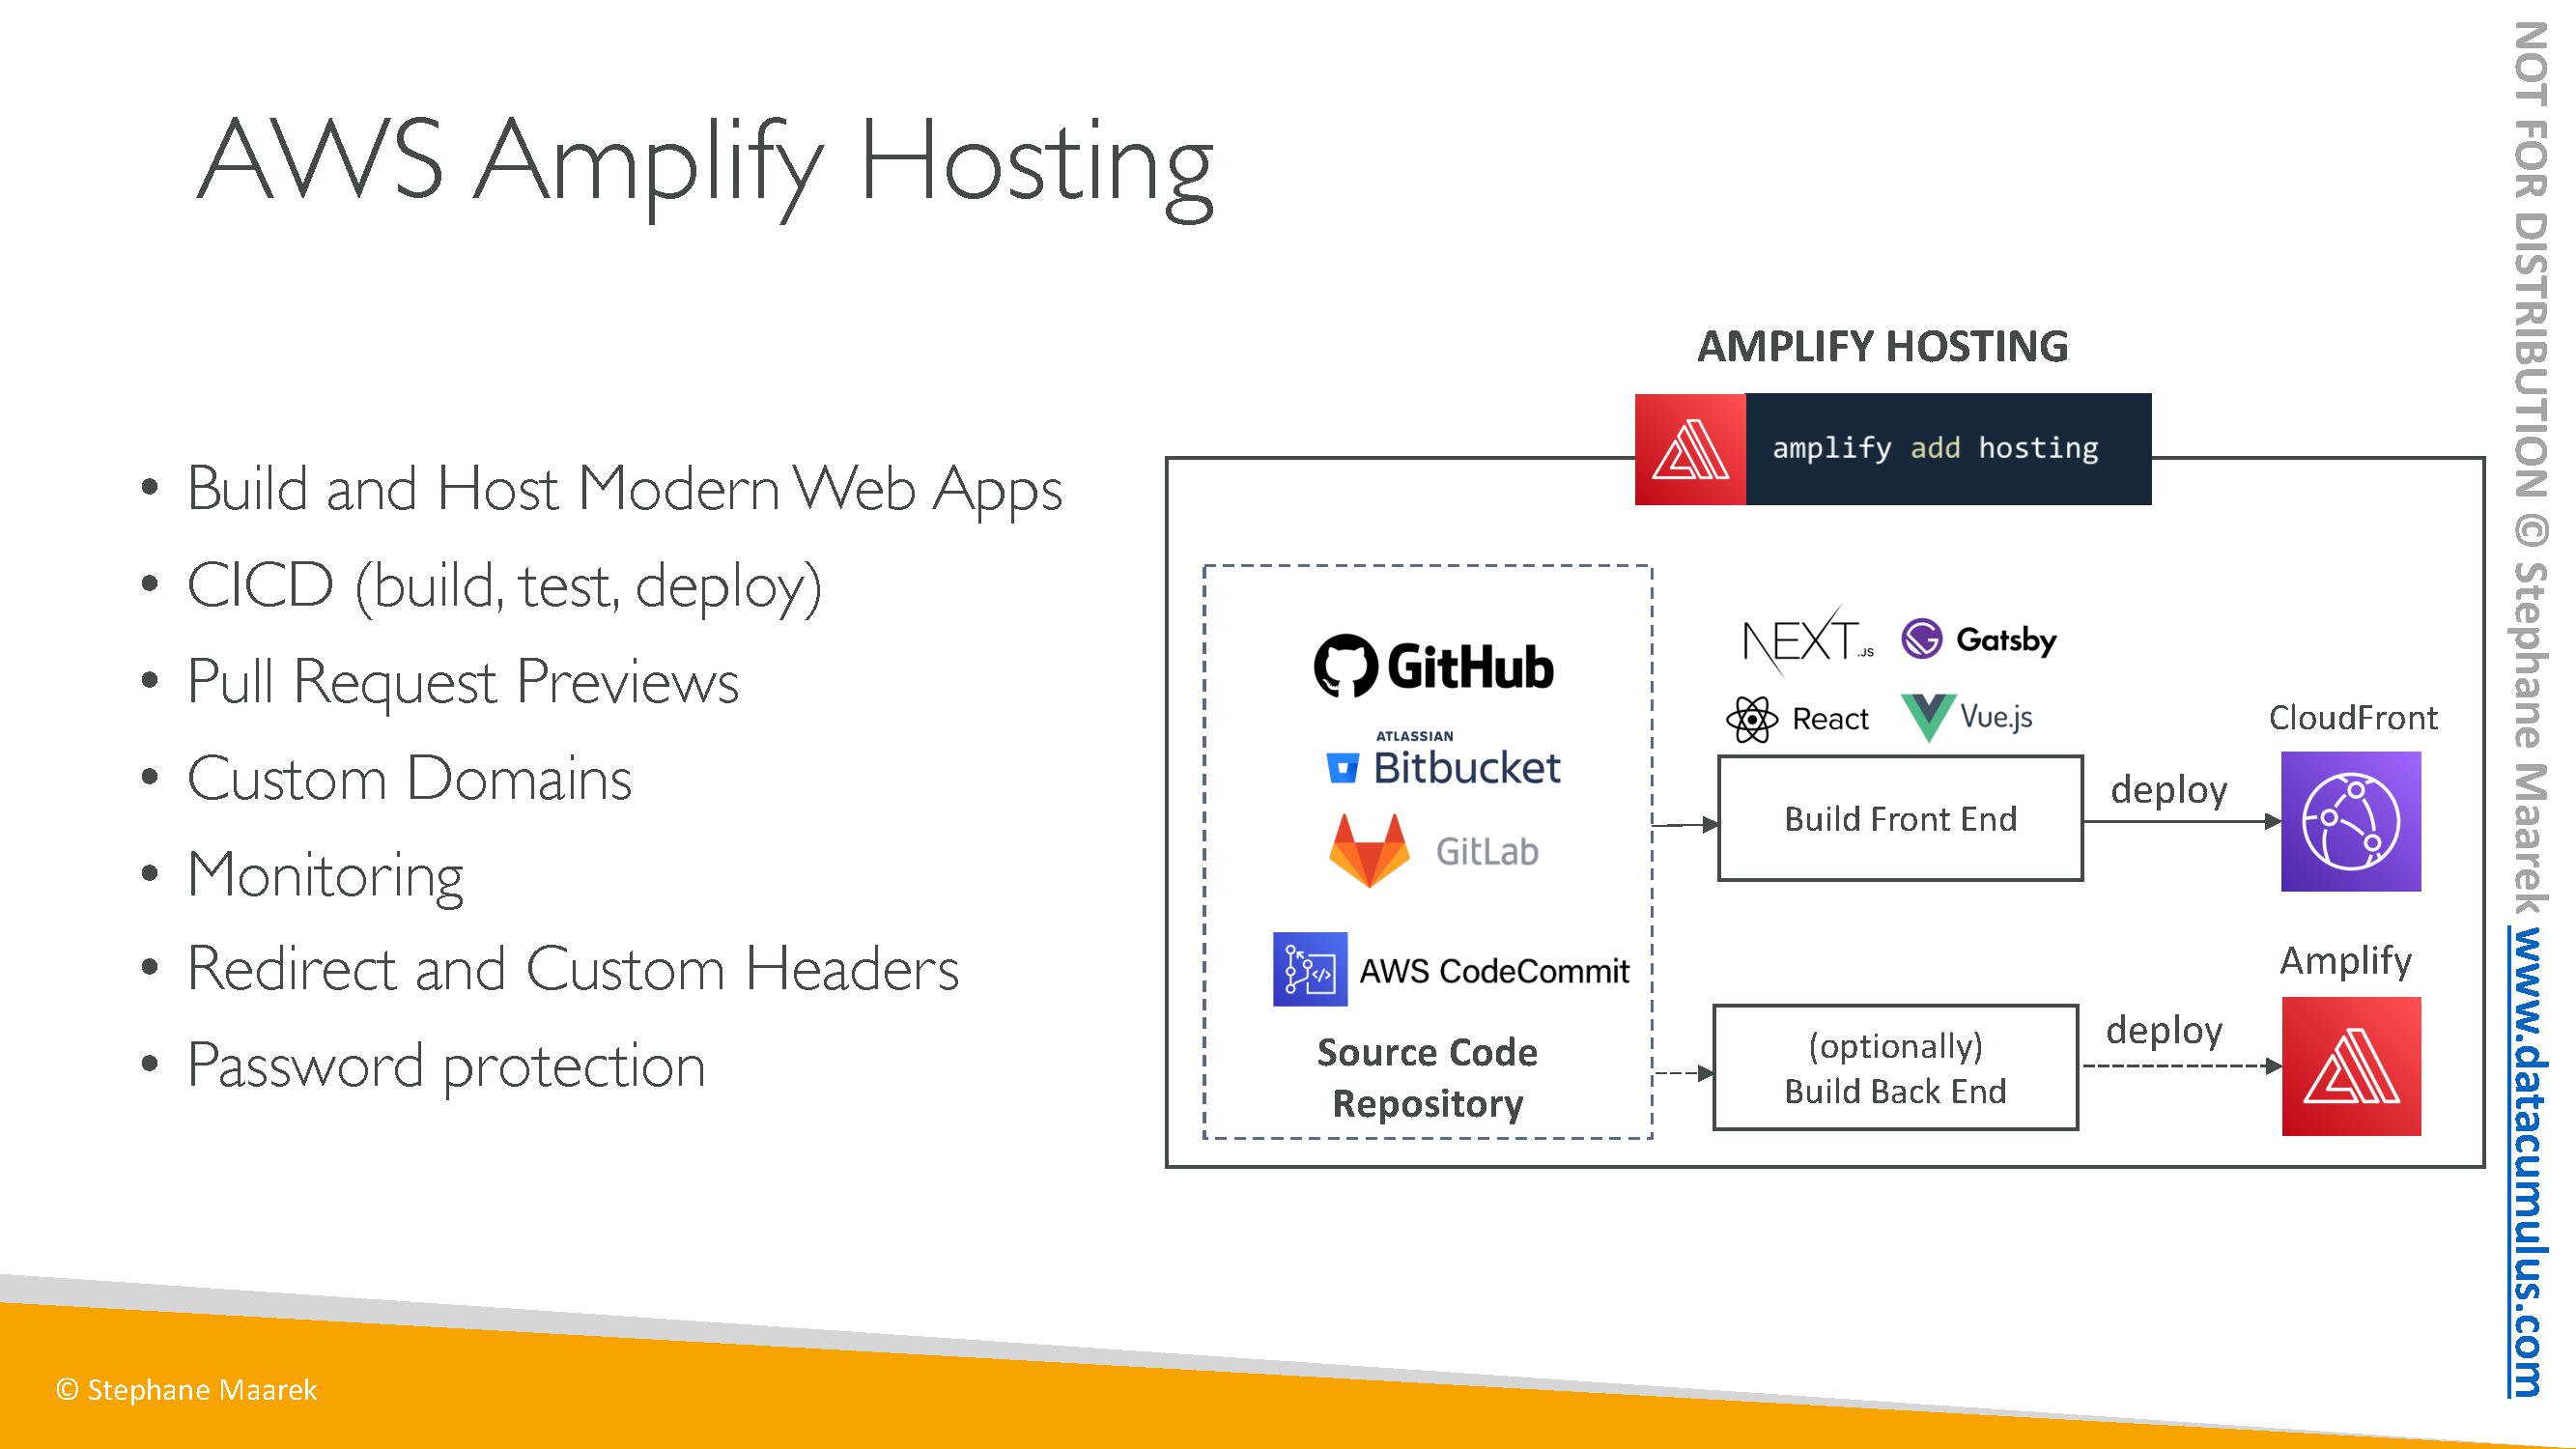 AWS Amplify Hosting
• Build and Host Modern Web Apps
• CICD (build, test, deploy)
• Pull Request Previews
• Custom Domains
• Monitoring
• Redirect and Custom Headers
• Password protection
AMPLIFY HOSTING
amplify add hosting
GitHub
ATLASSIAN
Bitbucket
GitLab
AWS CodeCommit
Source Code
Repository
NEXT.JS
Gatsby
React
Vue.js
Build Front End
deploy
CloudFront
(optionally)
Build Back End
deploy
Amplify
© Stephane Maarek
NOT FOR DISTRIBUTION © Stephane Maarek www.datacumulus.com